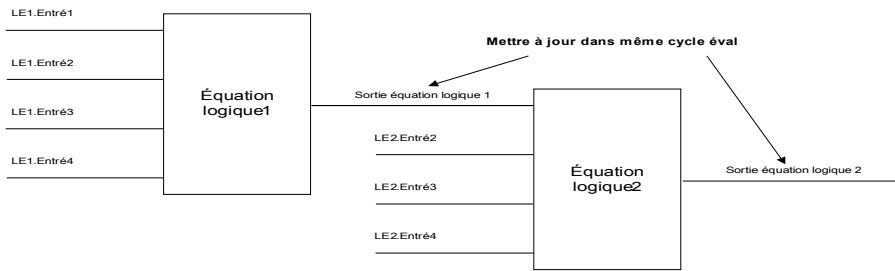 LE1.Entré1
LE1.Entré2
LE1.Entré3
LE1.Entré4
Équation
logique1
Mettre à jour dans même cycle éval
Sortie équation logique 1
LE2.Entré2
LE2.Entré3
LE2.Entré4
Équation
logique2
Sortie équation logique 2